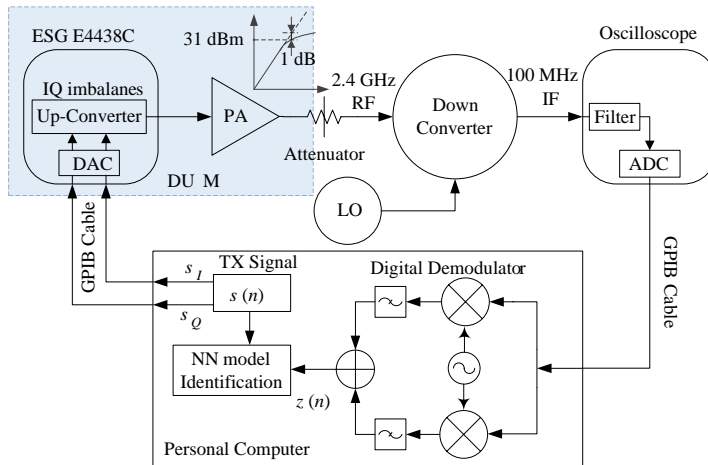 ESG E4438C
IQ imbalanes
Up-Converter
DAC
DU M
PA
31 dBm
1 dB
2.4 GHz
RF
Attenuator
Down
Converter
LO
100 MHz
IF
Oscilloscope
Filter
ADC
GPIB Cable
GPIB Cable
s_I
s_Q
TX Signal
s (n)
NN model
Identification
z (n)
Digital Demodulator
Personal Computer